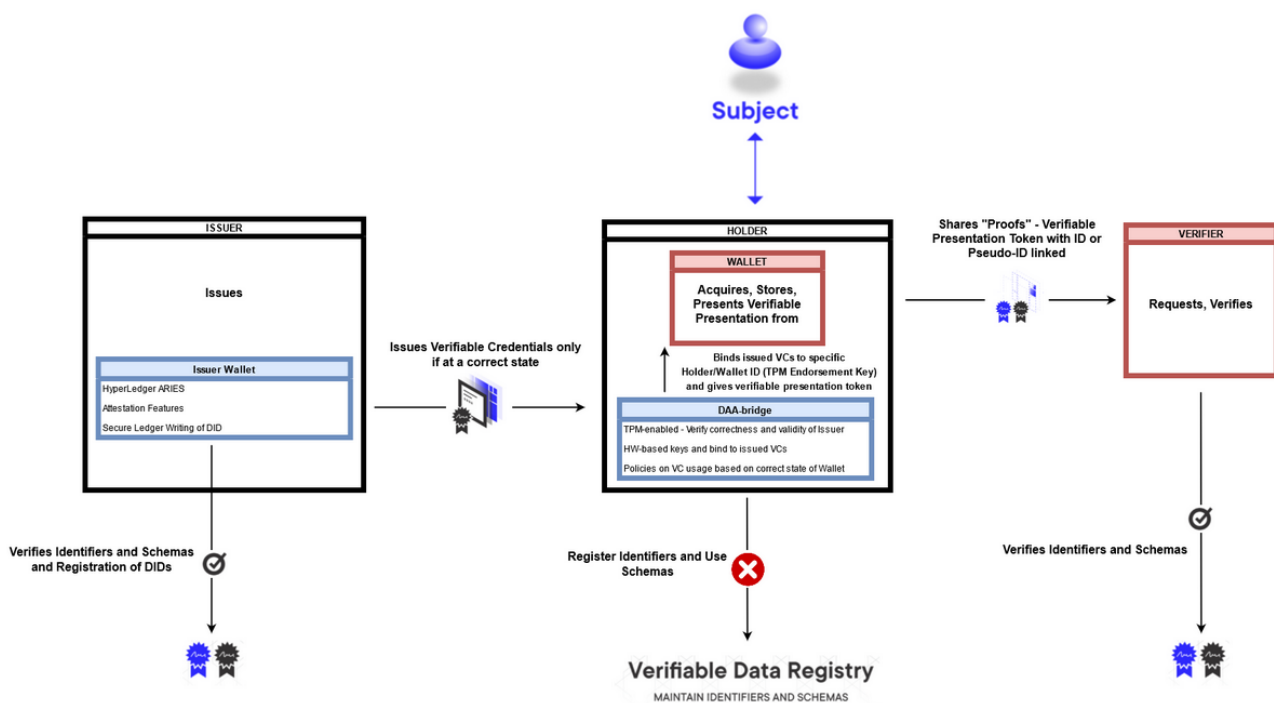 Subject
ISSUER
Issues
Issuer Wallet
HyperLedger ARIES
Attestation Features
Secure Ledger Writing of DID
Issues Verifiable Credentials only
if at a correct state
HOLDER
WALLET
Acquires, Stores,
Presents Verifiable
Presentation from
Binds issued VCs to specific
Holder/Wallet ID (TPM Endorsement Key)
and gives verifiable presentation token
DAA-bridge
TPM-enabled - Verify correctness and validity of Issuer
HW-based keys and bind to issued VCs
Policies on VC usage based on correct state of Wallet
Shares "Proofs" - Verifiable
Presentation Token with ID or
Pseudo-ID linked
VERIFIER
Requests, Verifies
Verifies Identifiers and Schemas
and Registration of DIDs
Register Identifiers and Use
Schemas
Verifies Identifiers and Schemas
Verifiable Data Registry
MAINTAIN IDENTIFIERS AND SCHEMAS